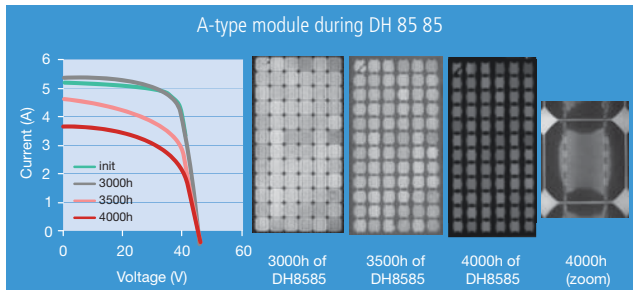 A-type module during DH 85 85
Current (A)
6
5
4
3
2
1
0
init
3000h
3500h
4000h
0
20
40
60
Voltage (V)
3000h of
DH8585
3500h of
DH8585
4000h of
DH8585
4000h
(zoom)